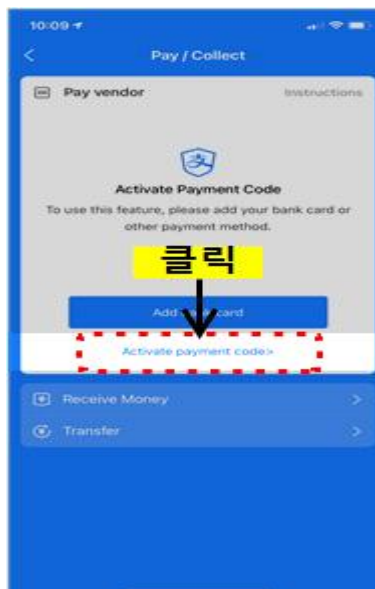 10:09
Pay / Collect
Pay vendor
Instructions
Activate Payment Code
To use this feature, please add your bank card or
other payment method.
클릭
Add card
Activate payment code>
Receive Money
Transfer